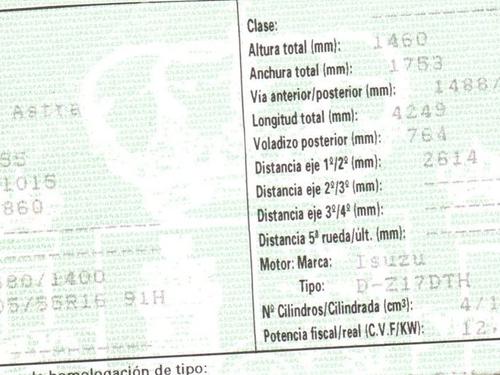 Clase: --------
Altura total (mm): 1460
Anchura total (mm): 1753
Via anterior/posterior (mm): 1488/
Astra
Longitud total (mm): 4249
Voladizo posterior (mm): 764
SS
Distancia eje 1º/2º (mm): 2614
1015
Distancia eje 2º/3º (mm): ------
860
Distancia eje 3º/4º (mm): ------
Distancia 5ª rueda/últ. (mm): ------
Motor: Marca: Isuzu
80/1400
Tipo: D-Z17DTH
05/55R16 91H
Nº Cilindros/Cilindrada (cm³): 4/1
Potencia fiscal/real (C.V.F/KW): 12,
homologación de tipo: